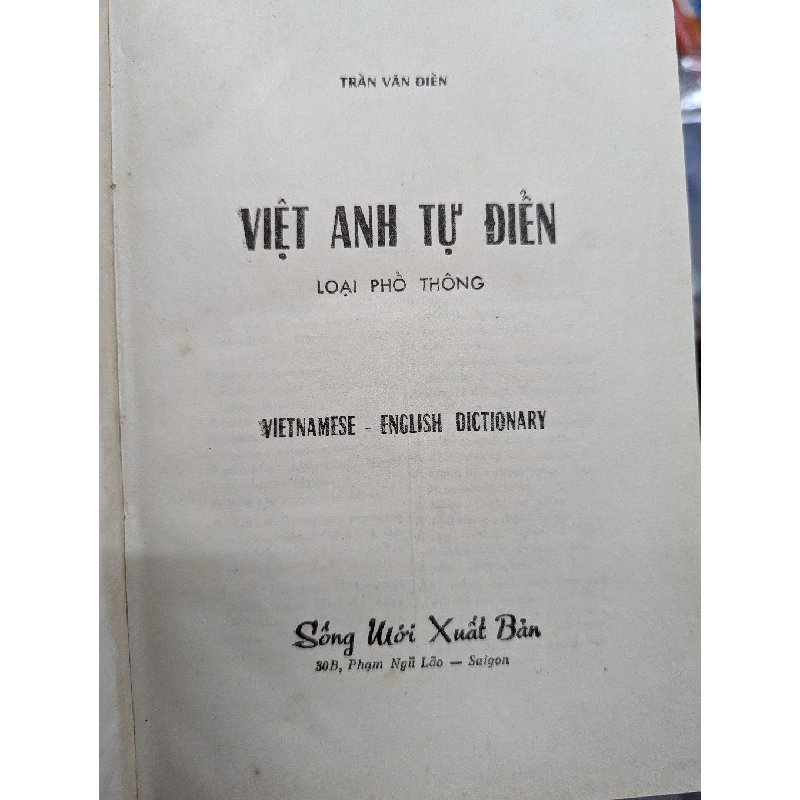 TRẦN VĂN ĐIỀN
VIỆT ANH TỰ ĐIỂN
LOẠI PHỔ THÔNG
VIETNAMESE - ENGLISH DICTIONARY
Sống Mới Xuất Bản
30B, Phạm Ngũ Lão — Saigon